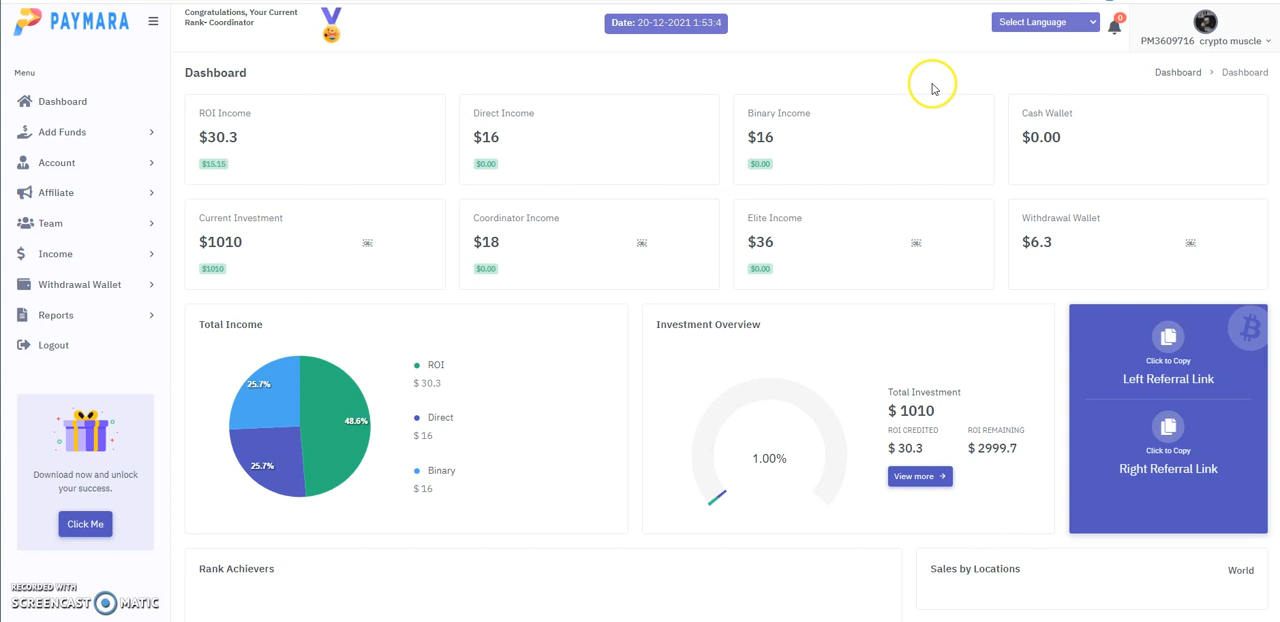 PAYMARA
Congratulations, Your Current
Rank- Coordinator
Date: 20-12-2021 1:53:4
Select Language
0
PM3609716 crypto muscle
Menu
Dashboard
Add Funds
Account
Affiliate
Team
Income
Withdrawal Wallet
Reports
Logout
Download now and unlock
your success.
Click Me
RECORDED WITH
SCREENCAST MATIC
Dashboard
Dashboard > Dashboard
ROI Income
$30.3
$15.15
Direct Income
$16
$0.00
Binary Income
$16
$0.00
Cash Wallet
$0.00
Current Investment
$1010
$1010
Coordinator Income
$18
$0.00
Elite Income
$36
$0.00
Withdrawal Wallet
$6.3
Total Income
25.7%
48.6%
25.7%
ROI
$ 30.3
Direct
$ 16
Binary
$ 16
Investment Overview
1.00%
Total Investment
$ 1010
ROI CREDITED
$ 30.3
ROI REMAINING
$ 2999.7
View more
Click to Copy
Left Referral Link
Click to Copy
Right Referral Link
Rank Achievers
Sales by Locations
World